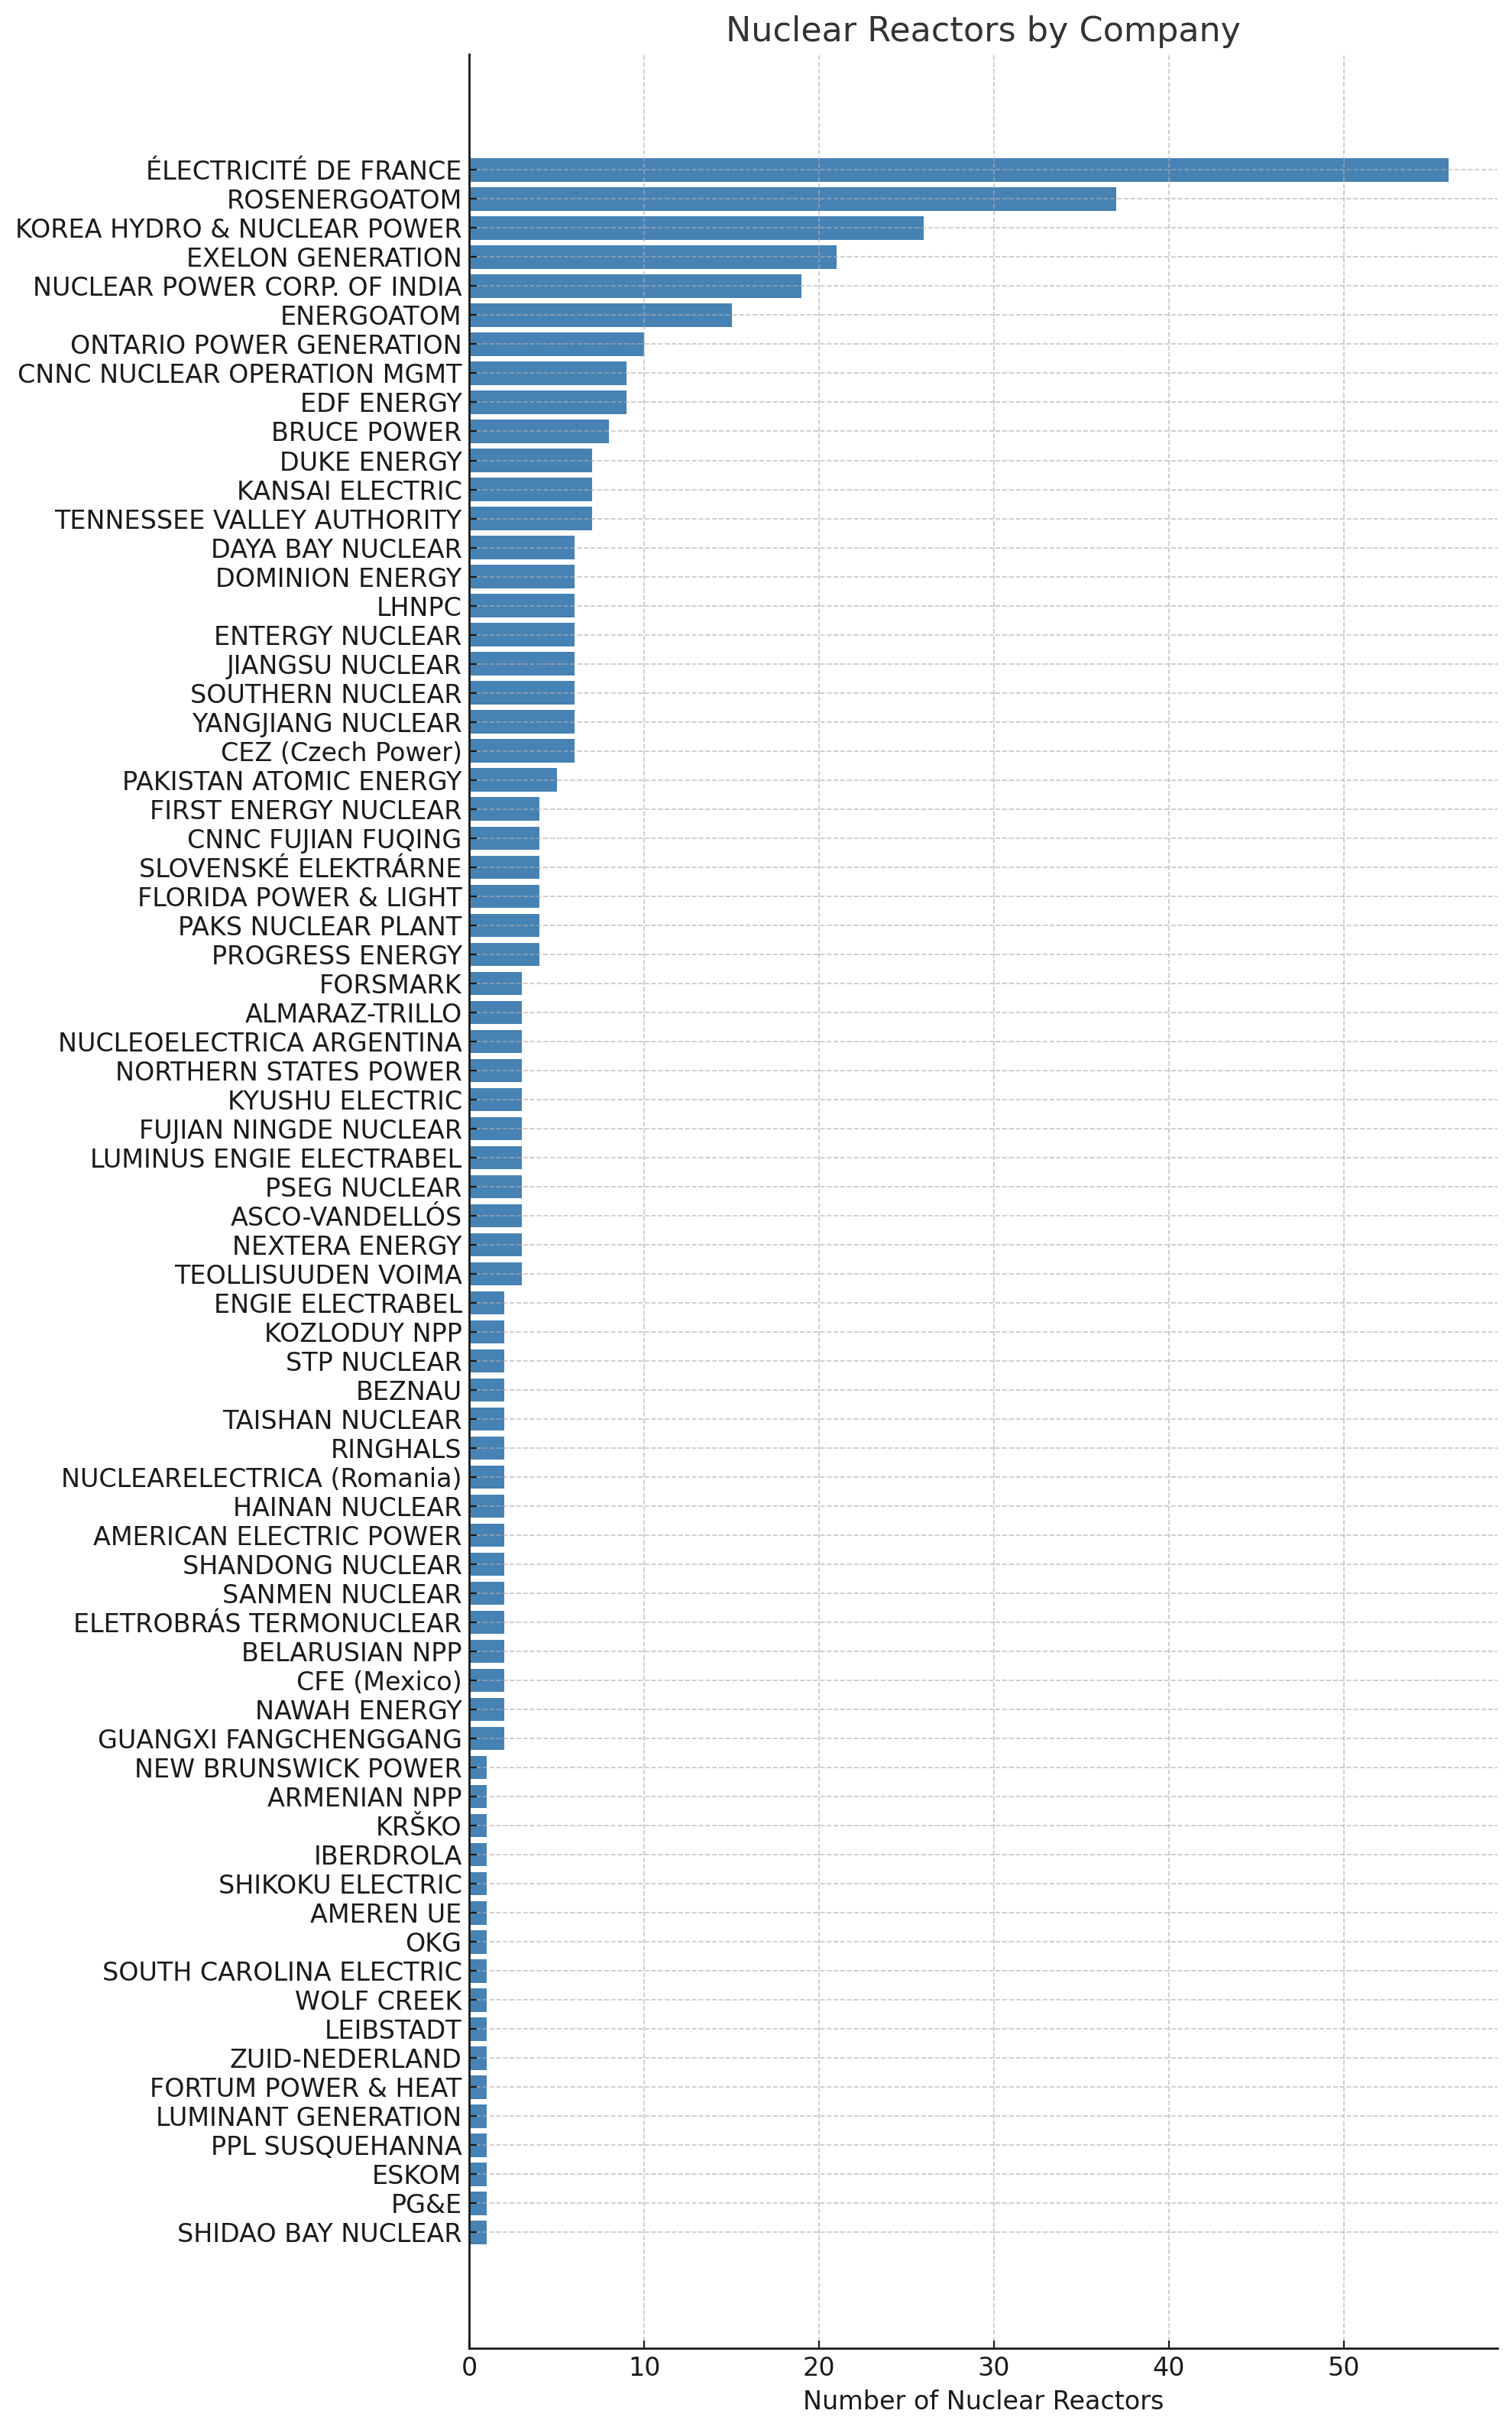 Nuclear Reactors by Company
ÉLECTRICITÉ DE FRANCE
ROSENERGOATOM
KOREA HYDRO & NUCLEAR POWER
EXELON GENERATION
NUCLEAR POWER CORP. OF INDIA
ENERGOATOM
ONTARIO POWER GENERATION
CNNC NUCLEAR OPERATION MGMT
EDF ENERGY
BRUCE POWER
DUKE ENERGY
KANSAI ELECTRIC
TENNESSEE VALLEY AUTHORITY
DAYA BAY NUCLEAR
DOMINION ENERGY
LHNPC
ENTERGY NUCLEAR
JIANGSU NUCLEAR
SOUTHERN NUCLEAR
YANGJIANG NUCLEAR
CEZ (Czech Power)
PAKISTAN ATOMIC ENERGY
FIRST ENERGY NUCLEAR
CNNC FUJIAN FUQING
SLOVENSKÉ ELEKTRÁRNE
FLORIDA POWER & LIGHT
PAKS NUCLEAR PLANT
PROGRESS ENERGY
FORSMARK
ALMARAZ-TRILLO
NUCLEOELECTRICA ARGENTINA
NORTHERN STATES POWER
KYUSHU ELECTRIC
FUJIAN NINGDE NUCLEAR
LUMINUS ENGIE ELECTRABEL
PSEG NUCLEAR
ASCO-VANDELLÓS
NEXTERA ENERGY
TEOLLISUUDEN VOIMA
ENGIE ELECTRABEL
KOZLODUY NPP
STP NUCLEAR
BEZNAU
TAISHAN NUCLEAR
RINGHALS
NUCLEARELECTRICA (Romania)
HAINAN NUCLEAR
AMERICAN ELECTRIC POWER
SHANDONG NUCLEAR
SANMEN NUCLEAR
ELETROBRÁS TERMONUCLEAR
BELARUSIAN NPP
CFE (Mexico)
NAWAH ENERGY
GUANGXI FANGCHENGGANG
NEW BRUNSWICK POWER
ARMENIAN NPP
KRŠKO
IBERDROLA
SHIKOKU ELECTRIC
AMEREN UE
OKG
SOUTH CAROLINA ELECTRIC
WOLF CREEK
LEIBSTADT
ZUID-NEDERLAND
FORTUM POWER & HEAT
LUMINANT GENERATION
PPL SUSQUEHANNA
ESKOM
PG&E
SHIDAO BAY NUCLEAR
0 10 20 30 40 50
Number of Nuclear Reactors